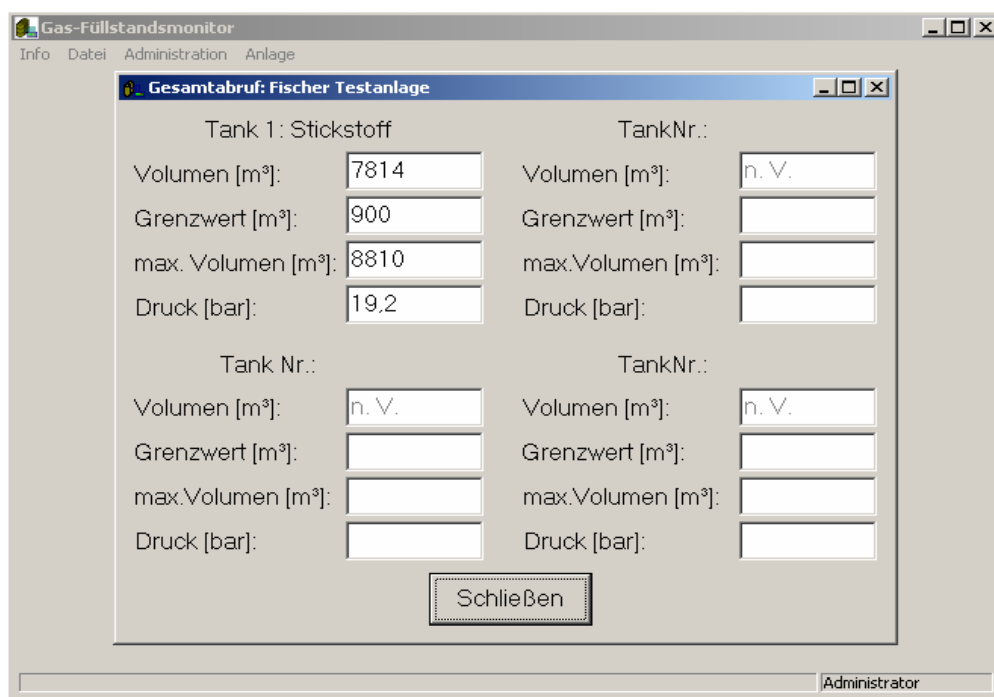 Gas-Füllstandsmonitor
Info Datei Administration Anlage
Gesamtabruf: Fischer Testanlage
Tank 1: Stickstoff TankNr.:
Volumen [m³]: 7814 Volumen [m³]: n. V.
Grenzwert [m³]: 900 Grenzwert [m³]:
max. Volumen [m³]: 8810 max.Volumen [m³]:
Druck [bar]: 19,2 Druck [bar]:
Tank Nr.: TankNr.:
Volumen [m³]: n. V. Volumen [m³]: n. V.
Grenzwert [m³]: Grenzwert [m³]:
max.Volumen [m³]: max.Volumen [m³]:
Druck [bar]: Druck [bar]:
Schließen
Administrator